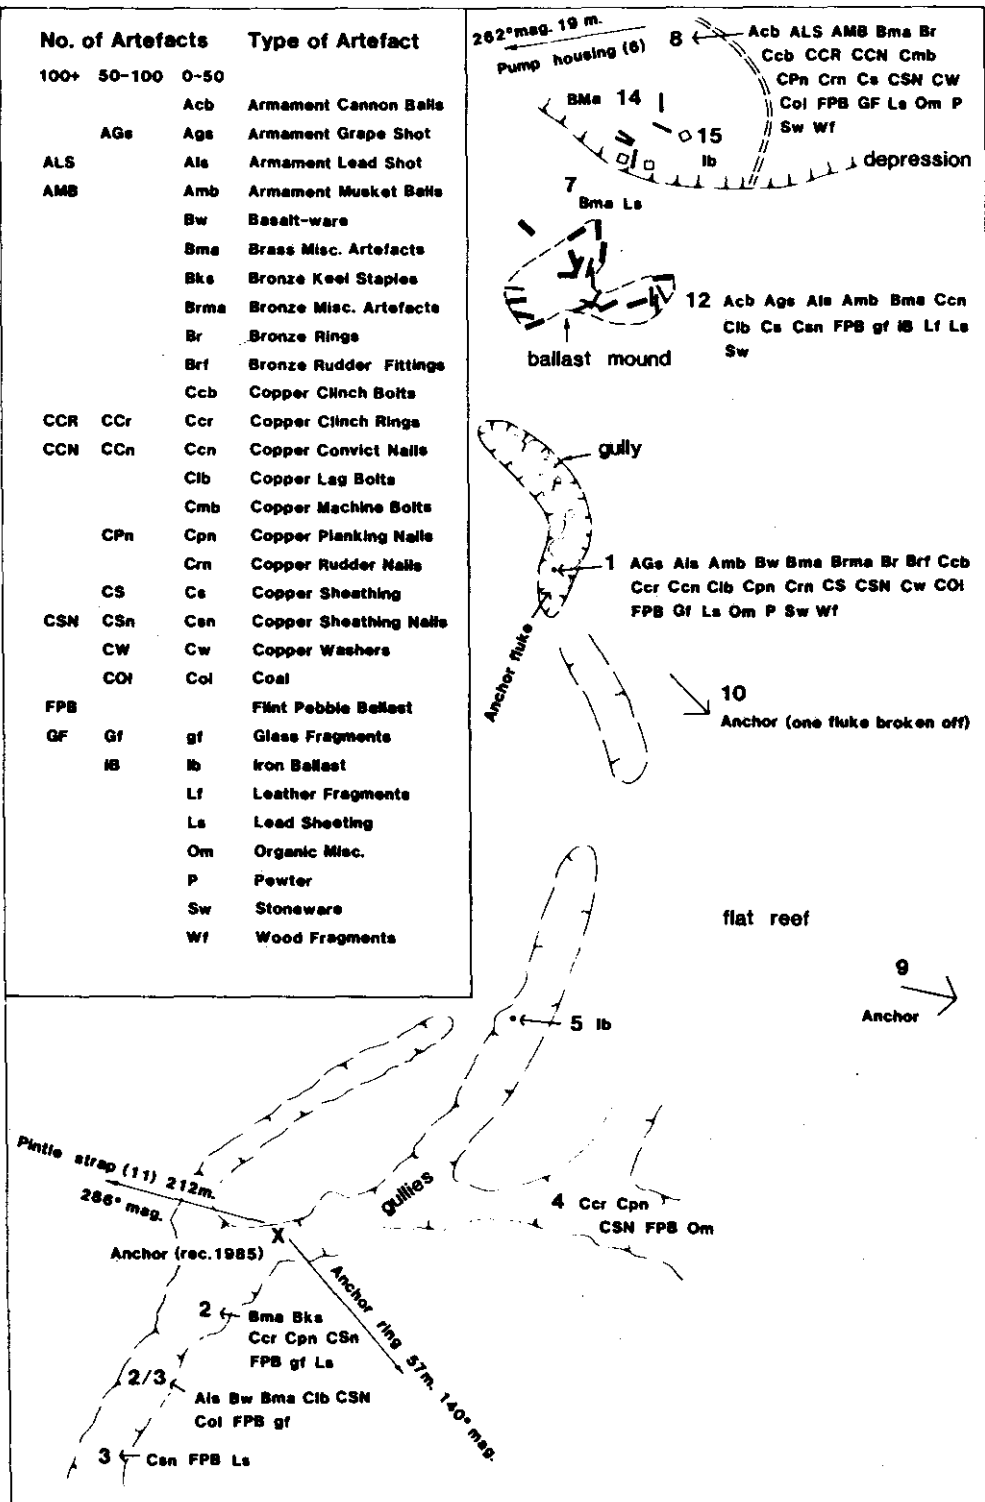 No. of Artefacts Type of Artefact
100+ 50-100 0-50
Acb Armament Cannon Balls
AGs Ags Armament Grape Shot
ALS Als Armament Lead Shot
AMB Amb Armament Musket Balls
Bw Basalt-ware
Bma Brass Misc. Artefacts
Bks Bronze Keel Staples
Brma Bronze Misc. Artefacts
Br Bronze Rings
Brf Bronze Rudder Fittings
Ccb Copper Clinch Bolts
CCR CCr Ccr Copper Clinch Rings
CCN CCn Ccn Copper Convict Nails
Clb Copper Lag Bolts
Cmb Copper Machine Bolts
CPn Cpn Copper Planking Nails
Crn Copper Rudder Nails
CS Cs Copper Sheathing
CSN CSn Csn Copper Sheathing Nails
CW Cw Copper Washers
COl Col Coal
FPB Flint Pebble Ballast
GF Gf gf Glass Fragments
IB Ib Iron Ballast
Lf Leather Fragments
Ls Lead Sheeting
Om Organic Misc.
P Pewter
Sw Stoneware
Wf Wood Fragments
262° mag. 19 m.
Pump housing (6)
8 Acb ALS AMB Bma Br
Ccb CCR CCN Cmb
CPn Crn Cs CSN CW
Col FPB GF Ls Om P
Sw Wf
BMa 14
15
Ib
depression
7
Bma Ls
12 Acb Ags Als Amb Bma Ccn
Clb Cs Csn FPB gf IB Lf Ls
Sw
ballast mound
gully
1 AGs Als Amb Bw Bma Brma Br Brf Ccb
Ccr Ccn Clb Cpn Crn CS CSN Cw COl
FPB Gf Ls Om P Sw Wf
Anchor fluke
10
Anchor (one fluke broken off)
flat reef
9
Anchor
5 Ib
Pintle strap (11) 212m.
286° mag.
gullies
4 Ccr Cpn
CSN FPB Om
X
Anchor (rec.1985)
Anchor ring 57m. 140° mag.
2 Bma Bks
Ccr Cpn CSn
FPB gf Ls
2/3
Als Bw Bma Clb CSN
Col FPB gf
3 Csn FPB Ls